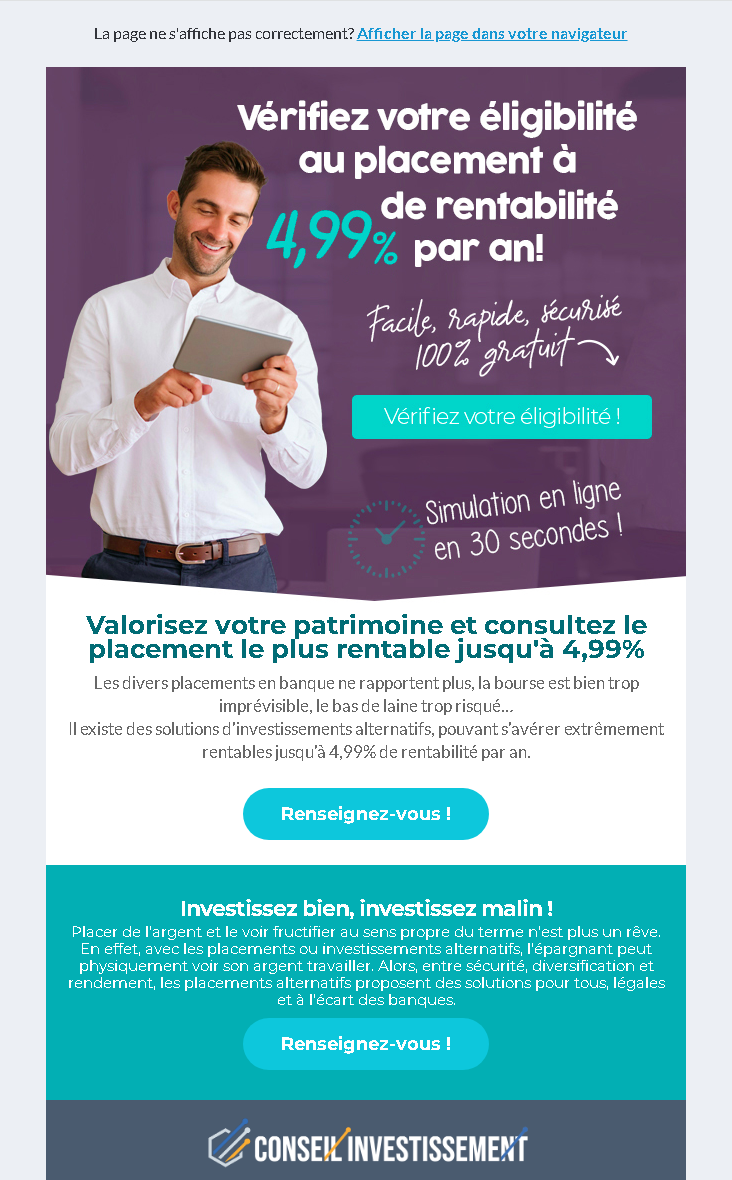 La page ne s'affiche pas correctement? Afficher la page dans votre navigateur
Vérifiez votre éligibilité
au placement à
4,99% de rentabilité
par an!
Facile, rapide, sécurisé
100% gratuit
Vérifiez votre éligibilité !
Simulation en ligne
en 30 secondes !
Valorisez votre patrimoine et consultez le
placement le plus rentable jusqu'à 4,99%
Les divers placements en banque ne rapportent plus, la bourse est bien trop
imprévisible, le bas de laine trop risqué...
Il existe des solutions d'investissements alternatifs, pouvant s'avérer extrêmement
rentables jusqu'à 4,99% de rentabilité par an.
Renseignez-vous !
Investissez bien, investissez malin !
Placer de l'argent et le voir fructifier au sens propre du terme n'est plus un rêve.
En effet, avec les placements ou investissements alternatifs, l'épargnant peut
physiquement voir son argent travailler. Alors, entre sécurité, diversification et
rendement, les placements alternatifs proposent des solutions pour tous, légales
et à l'écart des banques.
Renseignez-vous !
CONSEIL INVESTISSEMENT